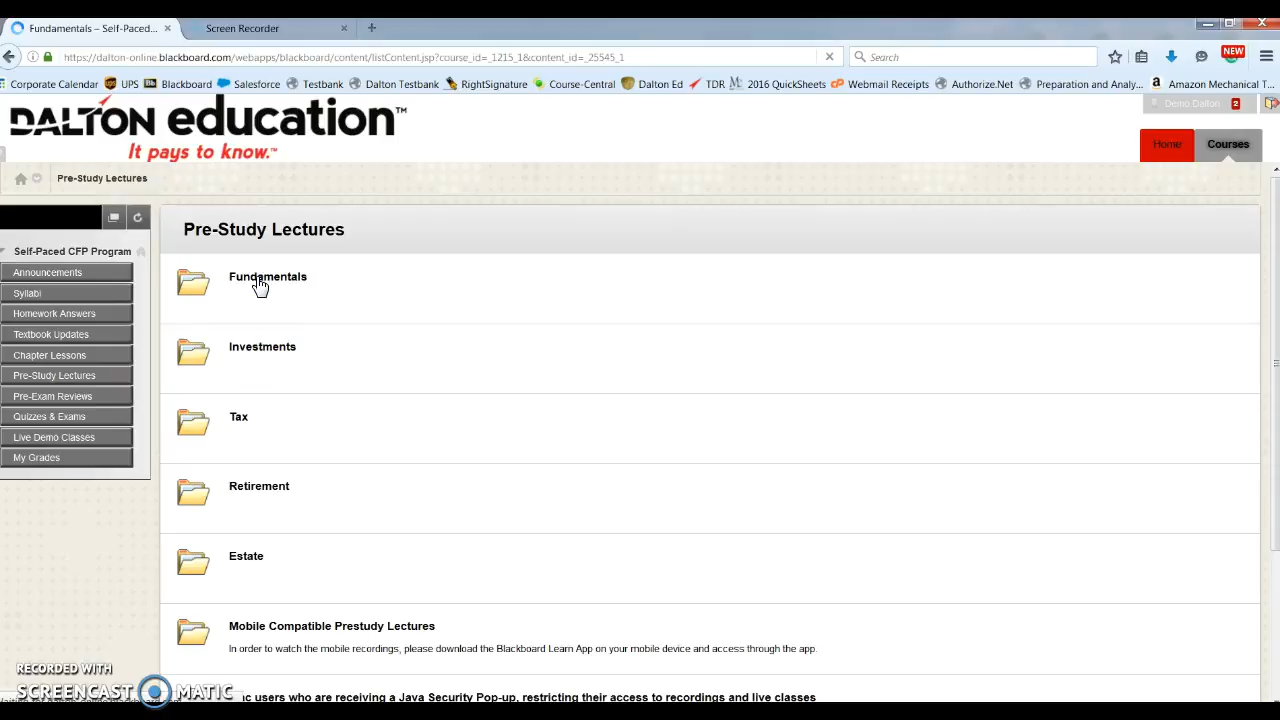 Fundamentals – Self-Paced...
Screen Recorder
https://dalton-online.blackboard.com/webapps/blackboard/content/listContent.jsp?course_id=_1215_1&content_id=_25545_1
Search
NEW
Corporate Calendar UPS Blackboard Salesforce Testbank Dalton Testbank RightSignature Course-Central Dalton Ed TDR 2016 QuickSheets Webmail Receipts Authorize.Net Preparation and Analy... Amazon Mechanical T...
DALTON education™
It pays to know.™
Demo Dalton 2
Home Courses
Pre-Study Lectures
Pre-Study Lectures
Self-Paced CFP Program
Announcements
Syllabi
Homework Answers
Textbook Updates
Chapter Lessons
Pre-Study Lectures
Pre-Exam Reviews
Quizzes & Exams
Live Demo Classes
My Grades
Fundamentals
Investments
Tax
Retirement
Estate
Mobile Compatible Prestudy Lectures
In order to watch the mobile recordings, please download the Blackboard Learn App on your mobile device and access through the app.
users who are receiving a Java Security Pop-up, restricting their access to recordings and live classes
RECORDED WITH
SCREENCAST MATIC